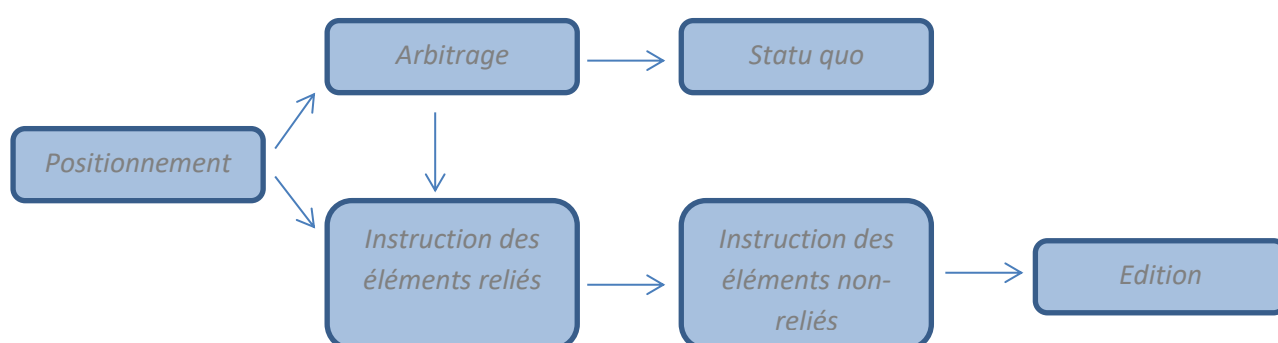 Arbitrage
Statu quo
Positionnement
Instruction des
éléments reliés
Instruction des
éléments non-
reliés
Edition